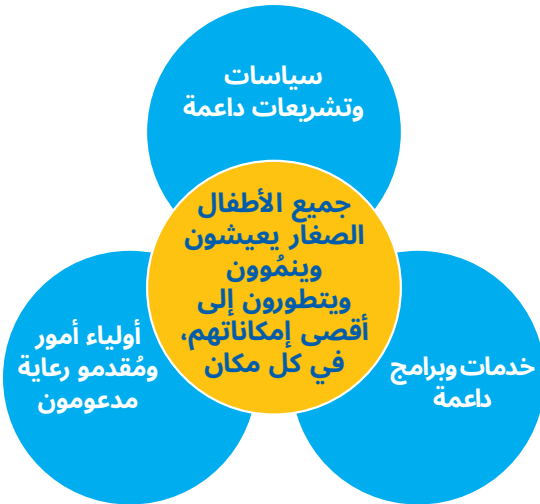 سياسات
وتشريعات داعمة
جميع الأطفال
الصغار يعيشون
وينمُوون
ويتطورون إلى
أقصى إمكاناتهم،
في كل مكان
خدمات وبرامج
داعمة
أولياء أمور
ومُقدمو رعاية
مدعومون